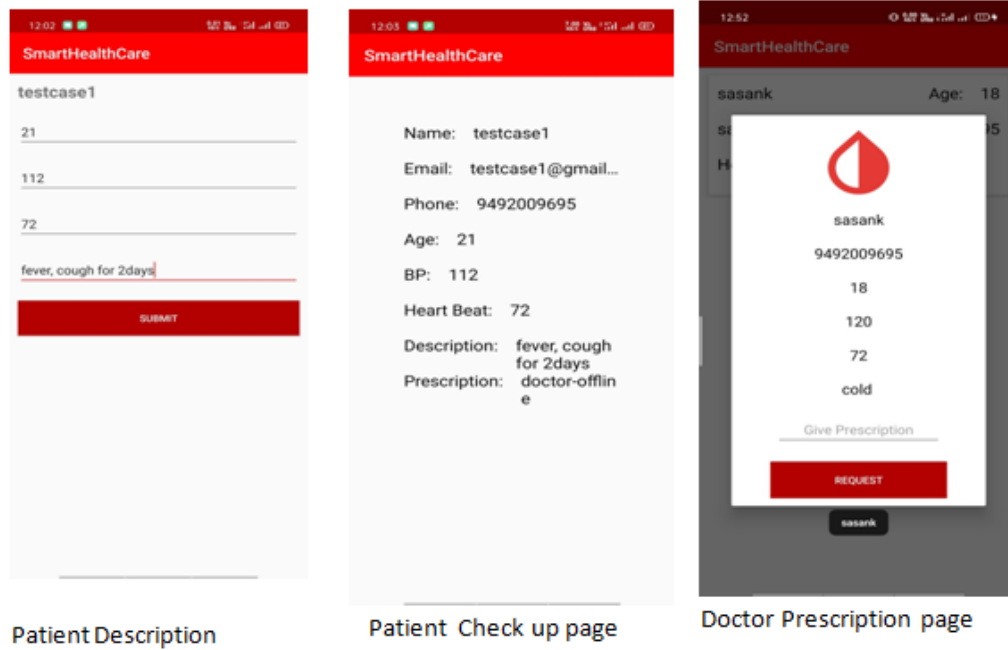 12:02
SmartHealthCare
testcase1
21
112
72
fever, cough for 2days
SUBMIT
Patient Description
12:03
SmartHealthCare
Name: testcase1
Email: testcase1@gmail...
Phone: 9492009695
Age: 21
BP: 112
Heart Beat: 72
Description: fever, cough
for 2days
Prescription: doctor-offlin
e
Patient Check up page
12:52
SmartHealthCare
sasank Age: 18
sa 95
H
sasank
9492009695
18
120
72
cold
Give Prescription
REQUEST
sasank
Doctor Prescription page